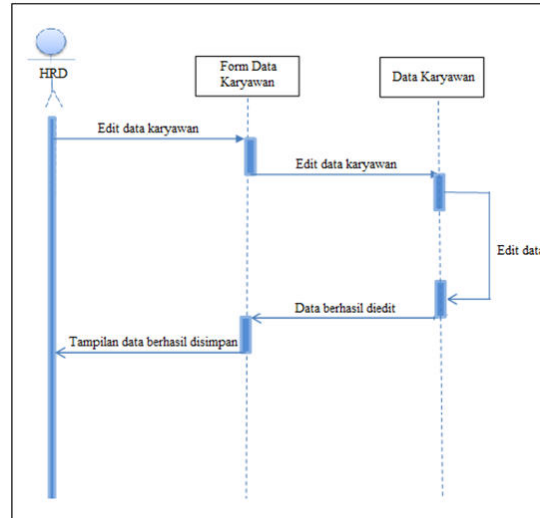 HRD
Form Data
Karyawan
Data Karyawan
Edit data karyawan
Edit data karyawan
Edit data
Data berhasil diedit
Tampilan data berhasil disimpan